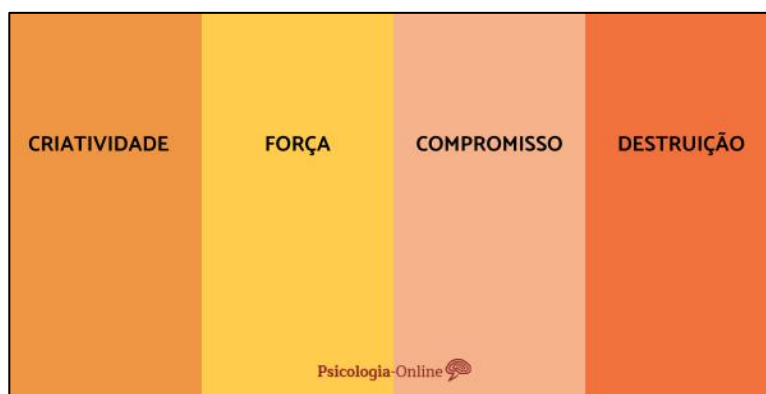 CRIATIVIDADE
FORÇA
COMPROMISSO
DESTRUIÇÃO
Psicologia-Online